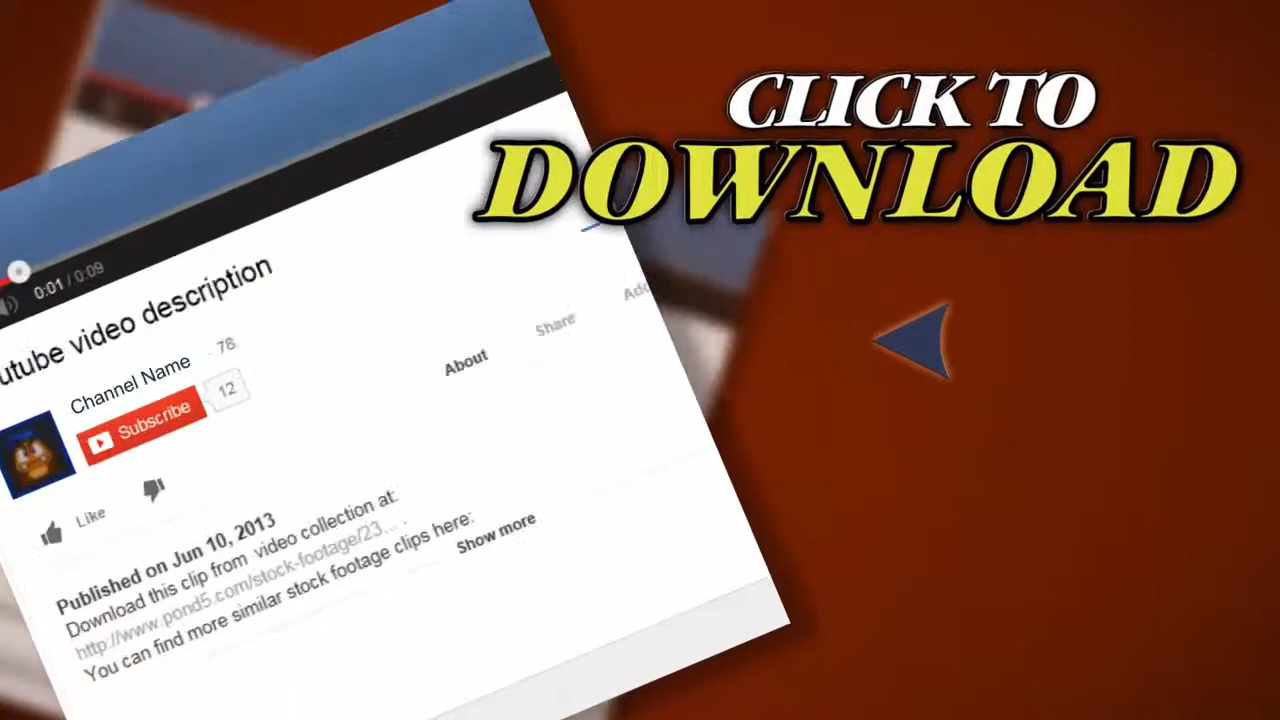 CLICK TO
DOWNLOAD
0:01 / 0:09
utube video description
Channel Name
78
Subscribe
12
About
Share
Add
Like
Published on Jun 10, 2013
Download this clip from video collection at:
http://www.pond5.com/stock-footage/23...
You can find more similar stock footage clips here:
Show more